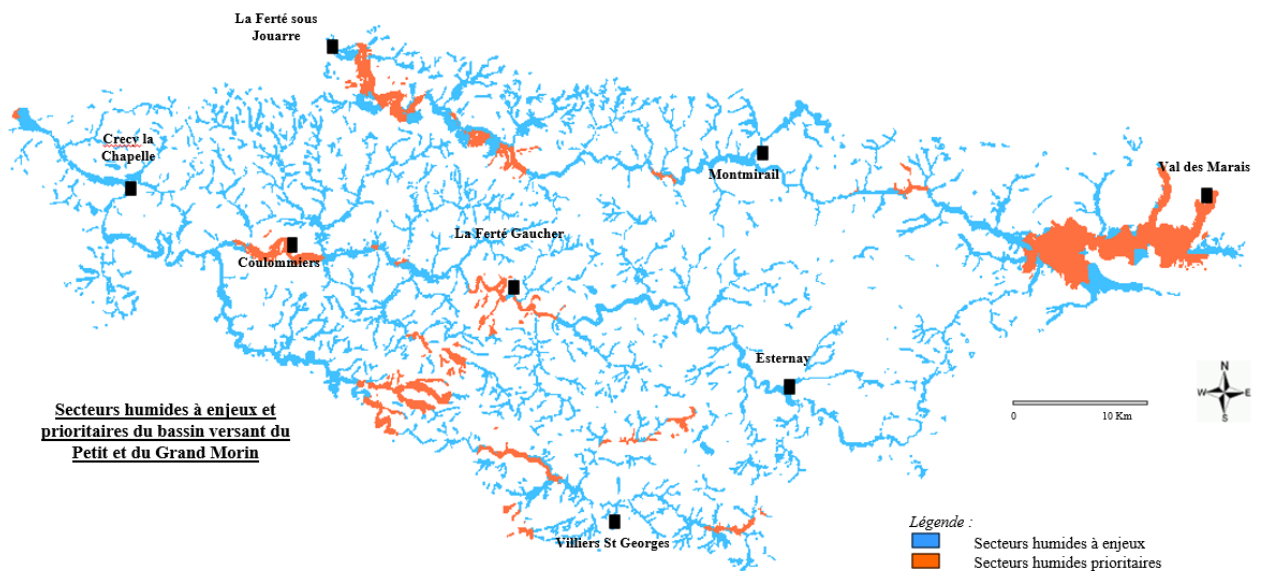 La Ferté sous
Jouarre
Crecy la
Chapelle
Montmirail
Val des Marais
La Ferté Gaucher
Coulommiers
Esternay
N
W
E
S
0
10 Km
Secteurs humides à enjeux et
prioritaires du bassin versant du
Petit et du Grand Morin
Villiers St Georges
Légende :
Secteurs humides à enjeux
Secteurs humides prioritaires